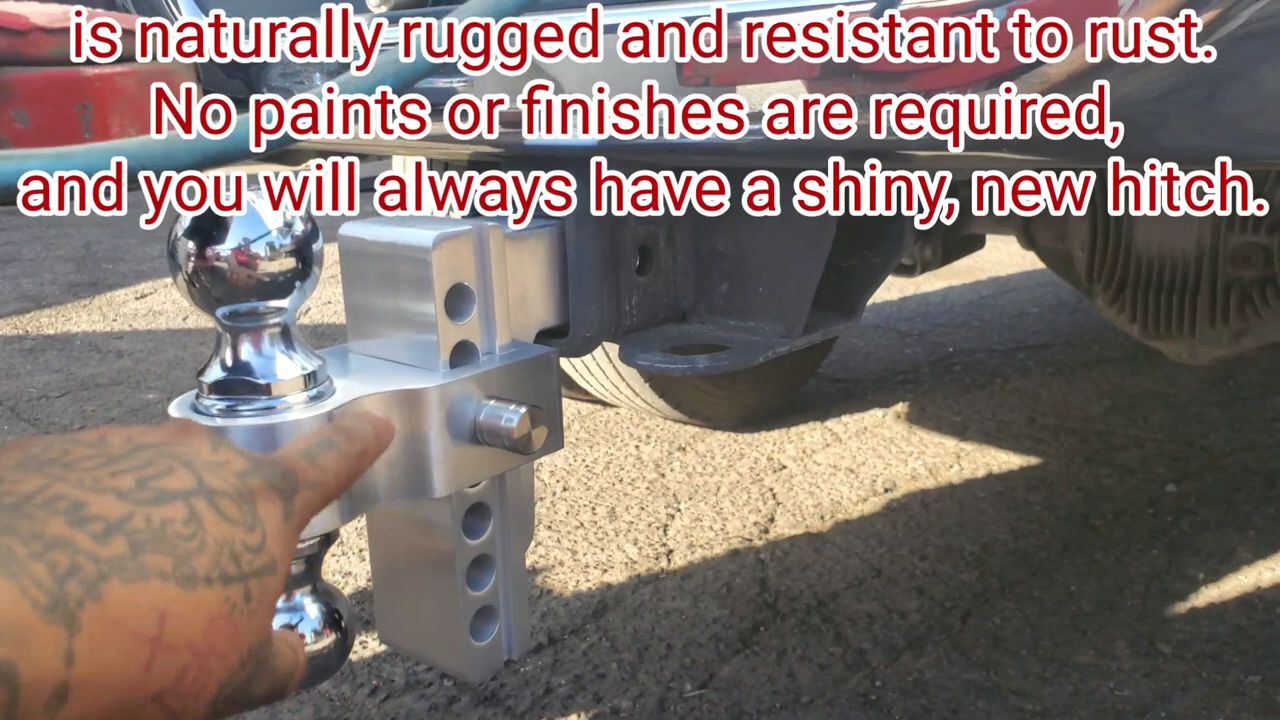 is naturally rugged and resistant to rust.
No paints or finishes are required,
and you will always have a shiny, new hitch.